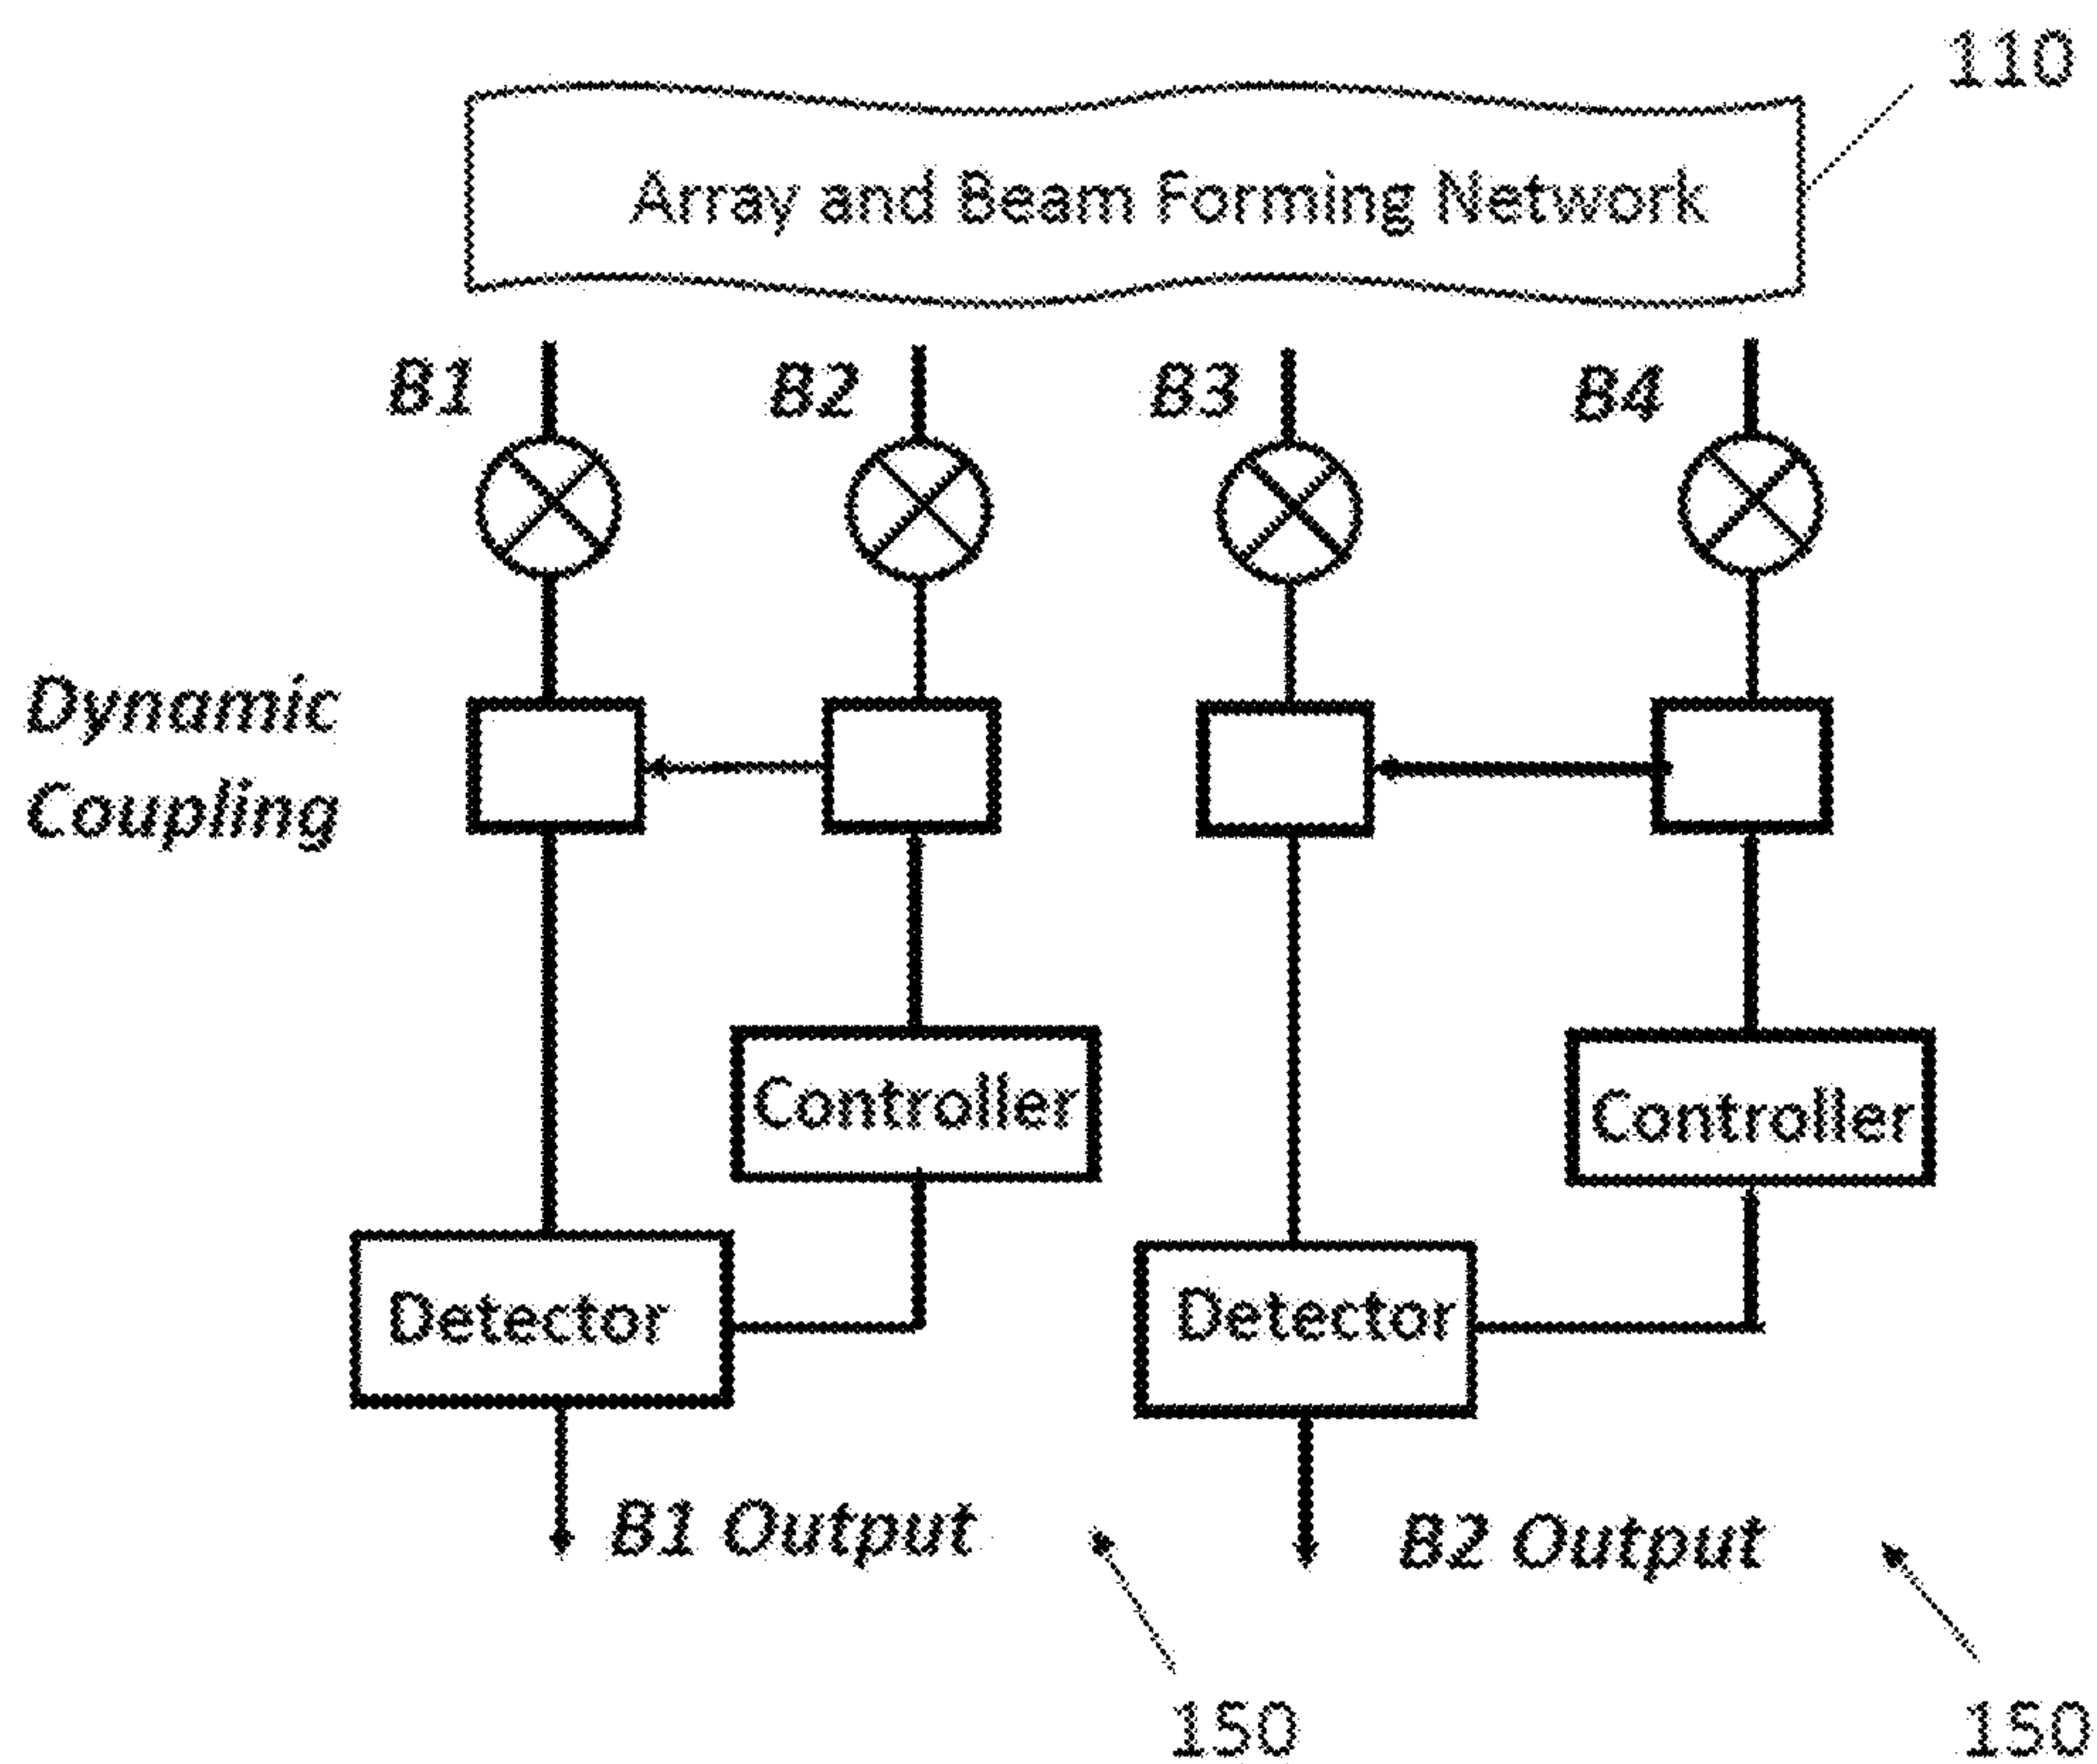 110
Array and Beam Forming Network
B1
B2
B3
B4
Dynamic
Coupling
Controller
Controller
Detector
Detector
B1 Output
B2 Output
150
150